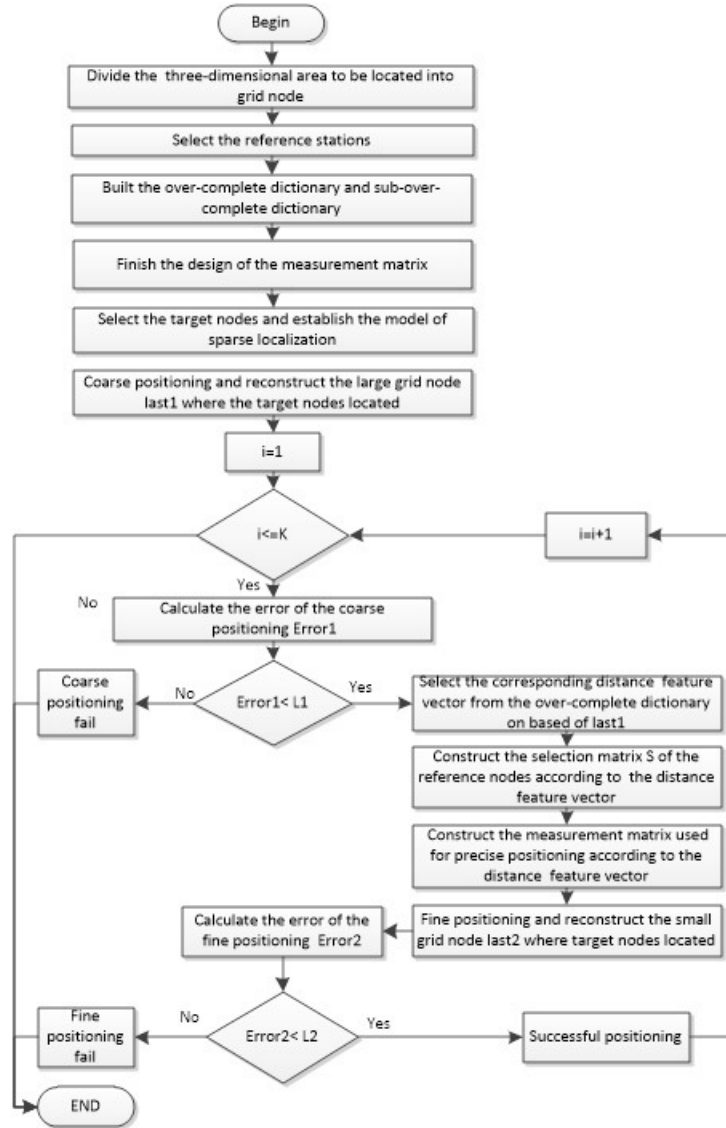 Begin
Divide the three-dimensional area to be located into
grid node
Select the reference stations
Built the over-complete dictionary and sub-over-
complete dictionary
Finish the design of the measurement matrix
Select the target nodes and establish the model of
sparse localization
Coarse positioning and reconstruct the large grid node
last1 where the target nodes located
i=1
i<=K
i=i+1
Yes
No
Calculate the error of the coarse
positioning Error1
Coarse
positioning
fail
No
Error1< L1
Yes
Select the corresponding distance feature
vector from the over-complete dictionary
on based of last1
Construct the selection matrix S of the
reference nodes according to the distance
feature vector
Construct the measurement matrix used
for precise positioning according to the
distance feature vector
Calculate the error of the
fine positioning Error2
Fine positioning and reconstruct the small
grid node last2 where target nodes located
Fine
positioning
fail
No
Error2< L2
Yes
Successful positioning
END